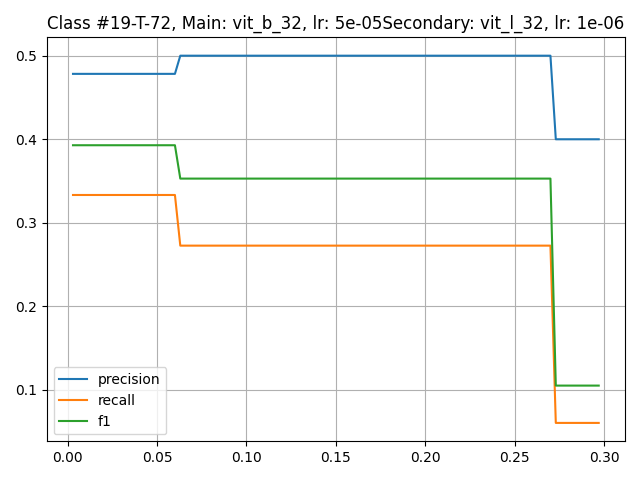 Class #19-T-72, Main: vit_b_32, lr: 5e-05Secondary: vit_l_32, lr: 1e-06
0.5
0.4
0.3
0.2
0.1
precision
recall
f1
0.00 0.05 0.10 0.15 0.20 0.25 0.30